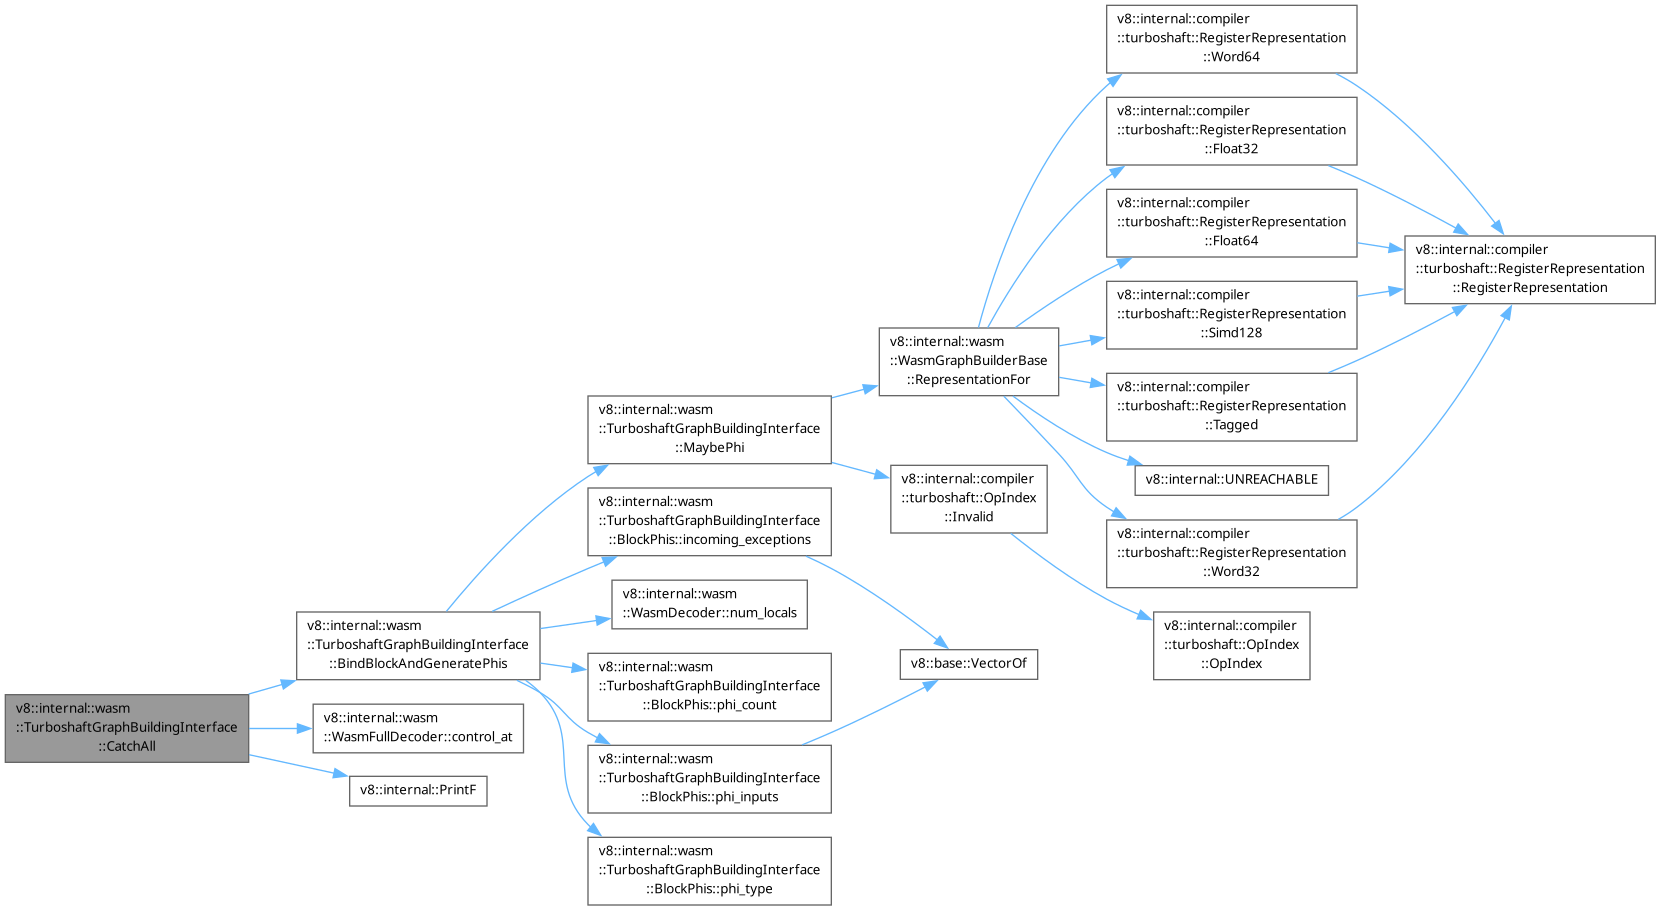 v8::internal::compiler
::turboshaft::RegisterRepresentation
::Word64
v8::internal::compiler
::turboshaft::RegisterRepresentation
::Float32
v8::internal::compiler
::turboshaft::RegisterRepresentation
::Float64
v8::internal::compiler
::turboshaft::RegisterRepresentation
::RegisterRepresentation
v8::internal::compiler
::turboshaft::RegisterRepresentation
::Simd128
v8::internal::wasm
::WasmGraphBuilderBase
::RepresentationFor
v8::internal::compiler
::turboshaft::RegisterRepresentation
::Tagged
v8::internal::wasm
::TurboshaftGraphBuildingInterface
::MaybePhi
v8::internal::compiler
::turboshaft::OpIndex
::Invalid
v8::internal::UNREACHABLE
v8::internal::wasm
::TurboshaftGraphBuildingInterface
::BlockPhis::incoming_exceptions
v8::internal::compiler
::turboshaft::RegisterRepresentation
::Word32
v8::internal::wasm
::WasmDecoder::num_locals
v8::internal::wasm
::TurboshaftGraphBuildingInterface
::BindBlockAndGeneratePhis
v8::internal::compiler
::turboshaft::OpIndex
::OpIndex
v8::base::VectorOf
v8::internal::wasm
::TurboshaftGraphBuildingInterface
::BlockPhis::phi_count
v8::internal::wasm
::TurboshaftGraphBuildingInterface
::CatchAll
v8::internal::wasm
::WasmFullDecoder::control_at
v8::internal::wasm
::TurboshaftGraphBuildingInterface
::BlockPhis::phi_inputs
v8::internal::PrintF
v8::internal::wasm
::TurboshaftGraphBuildingInterface
::BlockPhis::phi_type